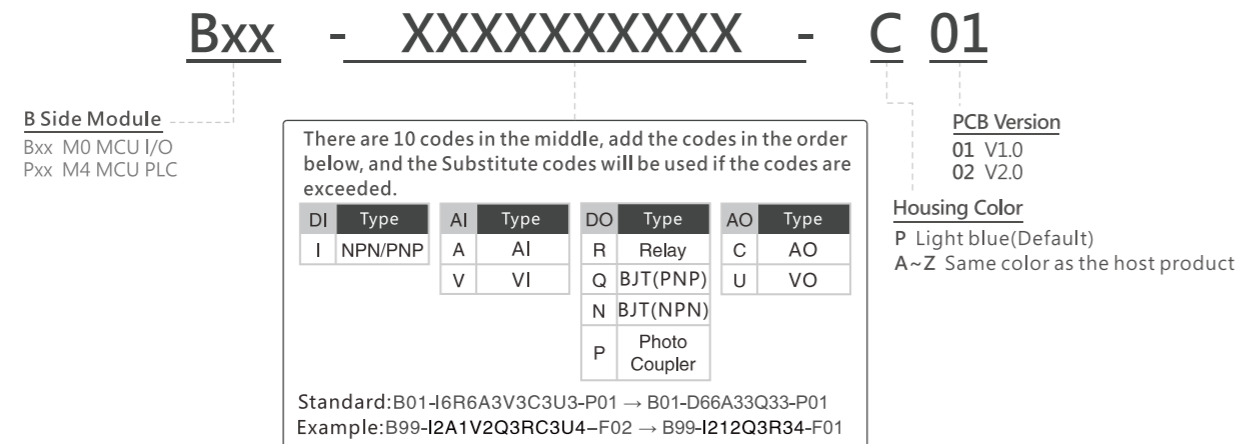 Bxx - XXXXXXXXXX - C 01
B Side Module
Bxx M0 MCU I/O
Pxx M4 MCU PLC
There are 10 codes in the middle, add the codes in the order
below, and the Substitute codes will be used if the codes are
exceeded.
DI Type AI Type DO Type AO Type
I NPN/PNP A AI R Relay C AO
V VI Q BJT(PNP) U VO
N BJT(NPN)
P Photo
Coupler
Standard:B01-I6R6A3V3C3U3-P01 → B01-D66A33Q33-P01
Example:B99-I2A1V2Q3RC3U4–F02 → B99-I212Q3R34-F01
PCB Version
01 V1.0
02 V2.0
Housing Color
P Light blue(Default)
A~Z Same color as the host product